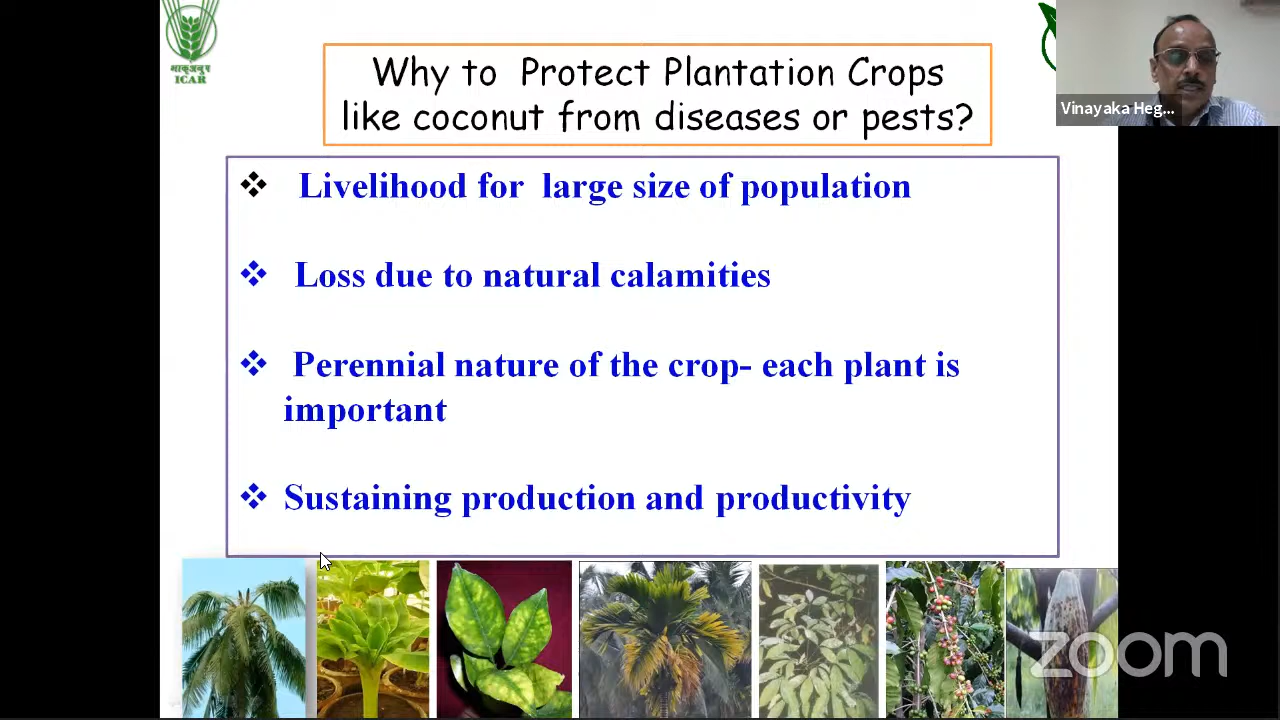 भाकृअनुप
ICAR
Why to Protect Plantation Crops
like coconut from diseases or pests?
Vinayaka Heg...
❖ Livelihood for large size of population
❖ Loss due to natural calamities
❖ Perennial nature of the crop- each plant is
important
❖ Sustaining production and productivity
zoom